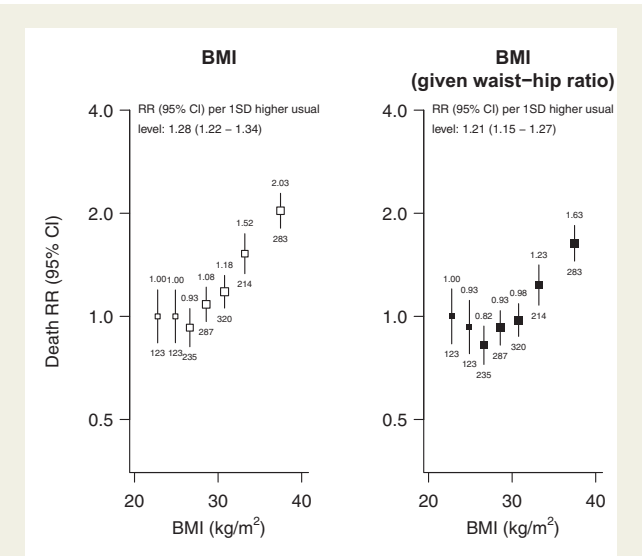 BMI
RR (95% CI) per 1SD higher usual
level: 1.28 (1.22 − 1.34)
Death RR (95% CI)
4.0
2.0
1.0
0.5
1.00 1.00 0.93 1.08 1.18 1.52 2.03
123 123 235 287 320 214 283
20 30 40
BMI (kg/m²)
BMI
(given waist−hip ratio)
RR (95% CI) per 1SD higher usual
level: 1.21 (1.15 − 1.27)
4.0
2.0
1.0
0.5
1.00 0.93 0.82 0.93 0.98 1.23 1.63
123 123 235 287 320 214 283
20 30 40
BMI (kg/m²)